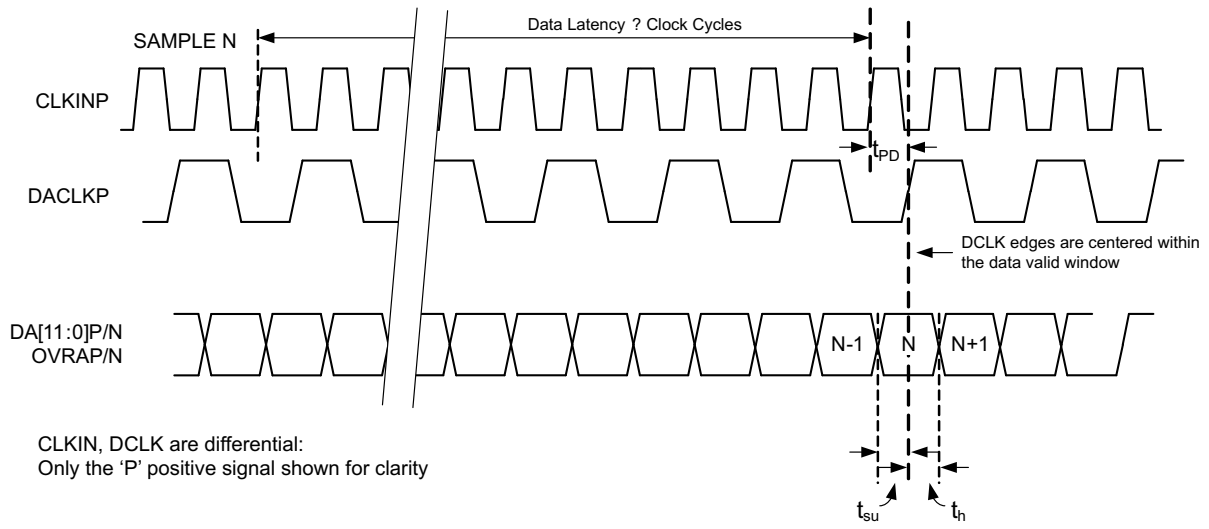 Data Latency ? Clock Cycles
SAMPLE N
CLKINP
tPD
DACLKP
DCLK edges are centered within
the data valid window
DA[11:0]P/N
OVRAP/N
N-1
N
N+1
CLKIN, DCLK are differential:
Only the ‘P’ positive signal shown for clarity
tsu
th